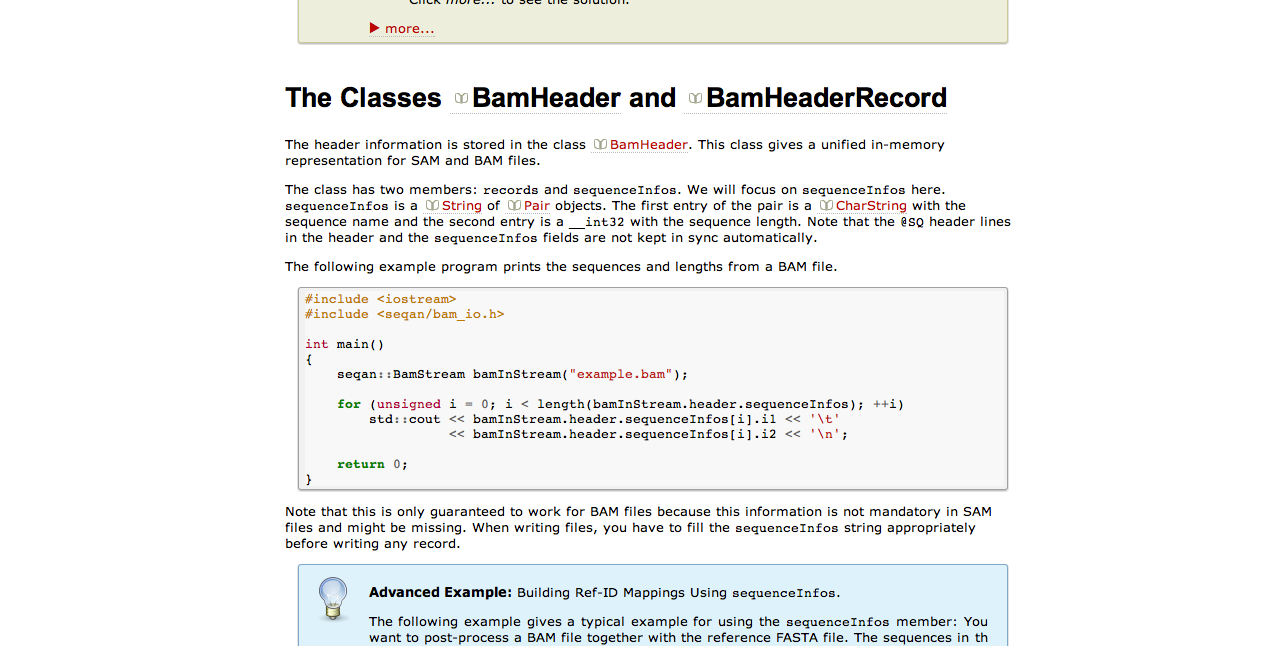 Click more... to see the solution.
▶ more...
The Classes BamHeader and BamHeaderRecord
The header information is stored in the class BamHeader. This class gives a unified in-memory
representation for SAM and BAM files.
The class has two members: records and sequenceInfos. We will focus on sequenceInfos here.
sequenceInfos is a String of Pair objects. The first entry of the pair is a CharString with the
sequence name and the second entry is a __int32 with the sequence length. Note that the @SQ header lines
in the header and the sequenceInfos fields are not kept in sync automatically.
The following example program prints the sequences and lengths from a BAM file.
#include <iostream>
#include <seqan/bam_io.h>
int main()
{
    seqan::BamStream bamInStream("example.bam");
    for (unsigned i = 0; i < length(bamInStream.header.sequenceInfos); ++i)
        std::cout << bamInStream.header.sequenceInfos[i].i1 << '\t'
                  << bamInStream.header.sequenceInfos[i].i2 << '\n';
    return 0;
}
Note that this is only guaranteed to work for BAM files because this information is not mandatory in SAM
files and might be missing. When writing files, you have to fill the sequenceInfos string appropriately
before writing any record.
Advanced Example: Building Ref-ID Mappings Using sequenceInfos.
The following example gives a typical example for using the sequenceInfos member: You
want to post-process a BAM file together with the reference FASTA file. The sequences in th